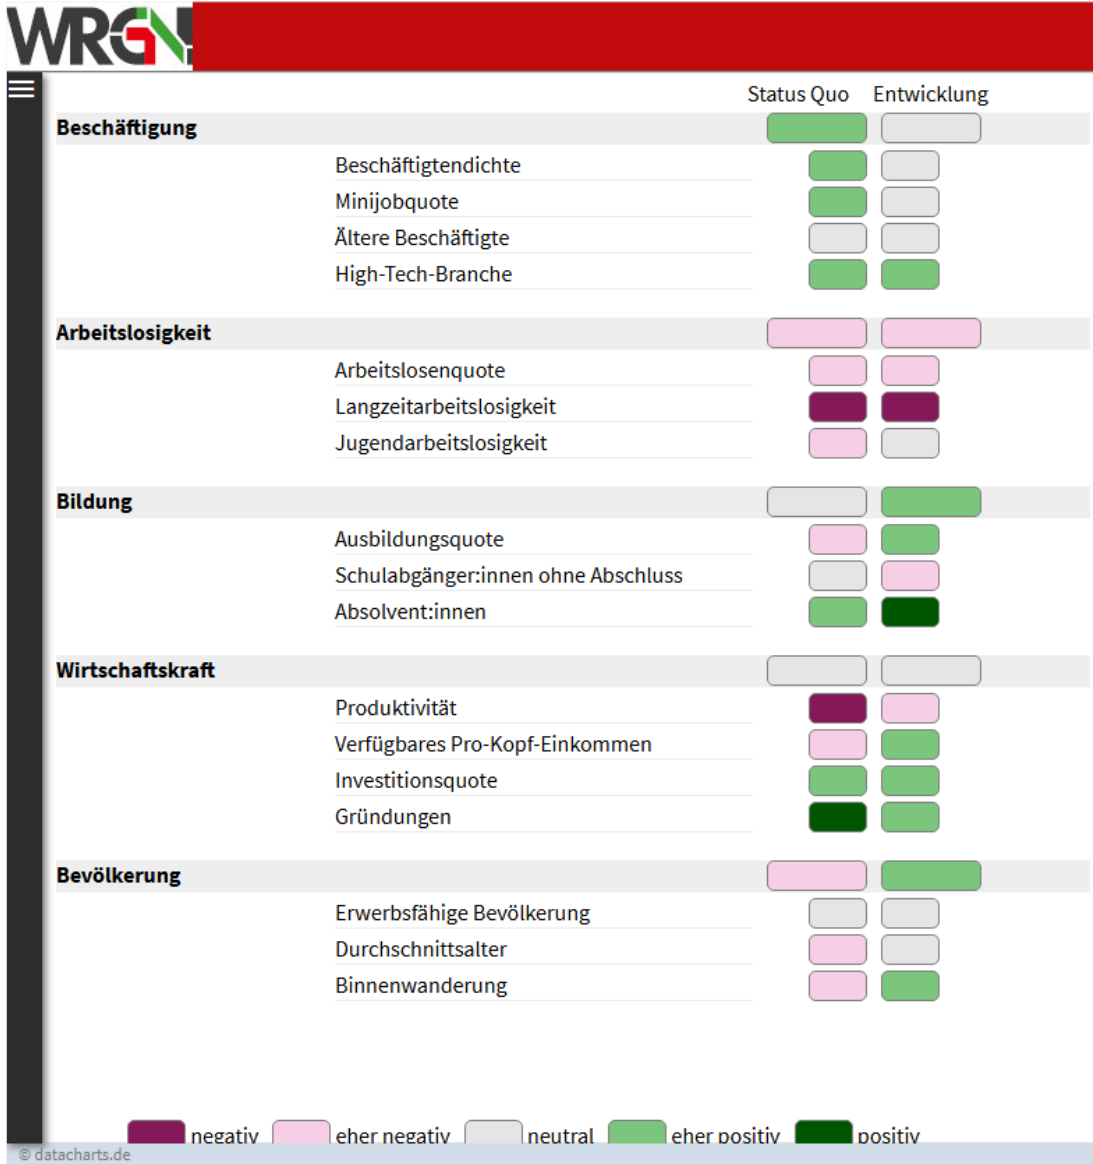 WRGN!
Status Quo Entwicklung
Beschäftigung
Beschäftigtendichte
Minijobquote
Ältere Beschäftigte
High-Tech-Branche
Arbeitslosigkeit
Arbeitslosenquote
Langzeitarbeitslosigkeit
Jugendarbeitslosigkeit
Bildung
Ausbildungsquote
Schulabgänger:innen ohne Abschluss
Absolvent:innen
Wirtschaftskraft
Produktivität
Verfügbares Pro-Kopf-Einkommen
Investitionsquote
Gründungen
Bevölkerung
Erwerbsfähige Bevölkerung
Durchschnittsalter
Binnenwanderung
negativ eher negativ neutral eher positiv positiv
© datacharts.de